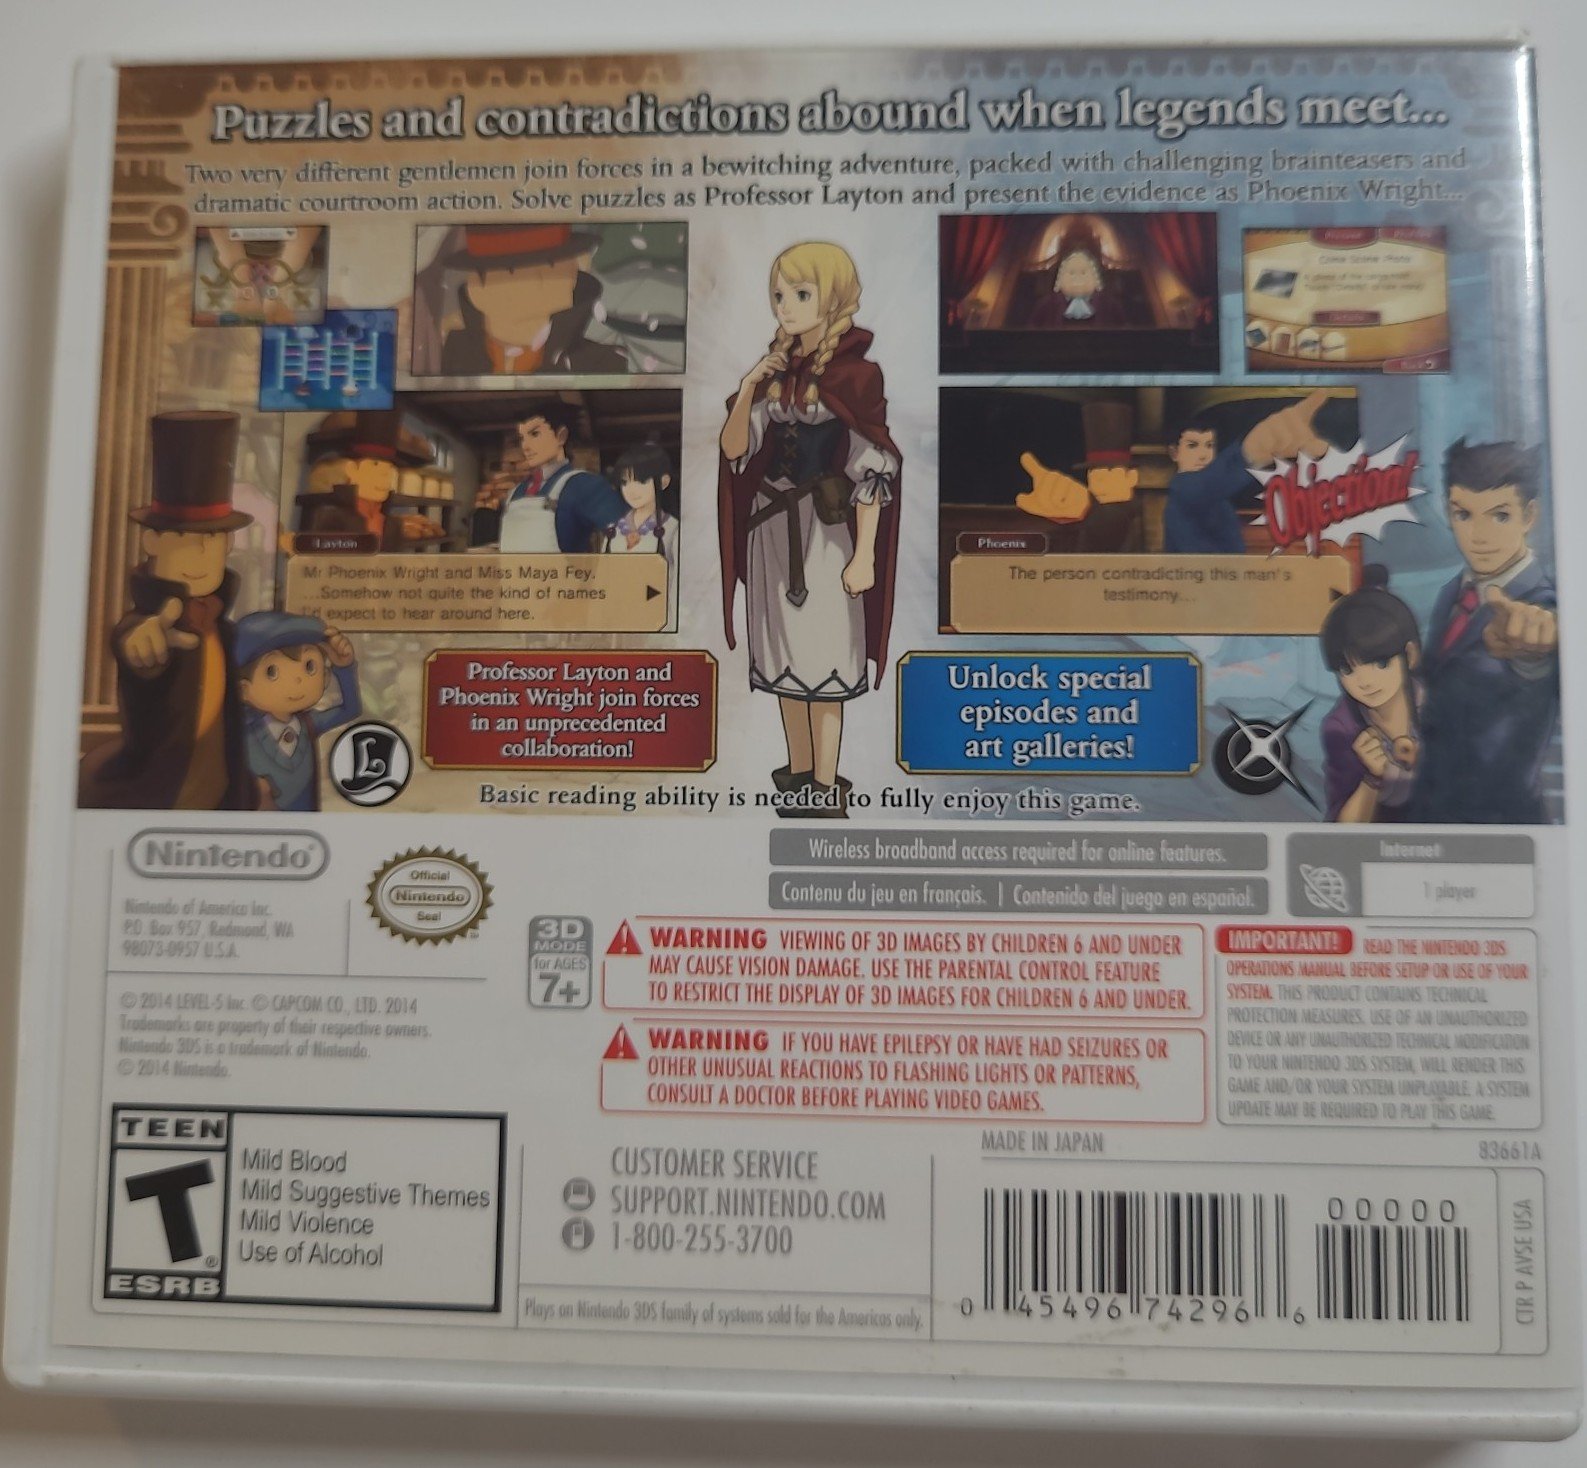 Puzzles and contradictions abound when legends meet...
Two very different gentlemen join forces in a bewitching adventure, packed with challenging brainteasers and
dramatic courtroom action. Solve puzzles as Professor Layton and present the evidence as Phoenix Wright...
Layton
Mr Phoenix Wright and Miss Maya Fey.
...Somehow not quite the kind of names
I'd expect to hear around here.
Objection!
Phoenix
The person contradicting this man's
testimony...
Professor Layton and
Phoenix Wright join forces
in an unprecedented
collaboration!
Unlock special
episodes and
art galleries!
L
Basic reading ability is needed to fully enjoy this game.
Nintendo®
Official
Nintendo
Seal
Nintendo of America Inc.
P.O. Box 957, Redmond, WA
98073-0957 U.S.A.
Wireless broadband access required for online features.
Contenu du jeu en français. | Contenido del juego en español.
Internet
1 player
© 2014 LEVEL-5 Inc. © CAPCOM CO., LTD. 2014
Trademarks are property of their respective owners.
Nintendo 3DS is a trademark of Nintendo.
© 2014 Nintendo.
3D
MODE
for AGES
7+
WARNING VIEWING OF 3D IMAGES BY CHILDREN 6 AND UNDER
MAY CAUSE VISION DAMAGE. USE THE PARENTAL CONTROL FEATURE
TO RESTRICT THE DISPLAY OF 3D IMAGES FOR CHILDREN 6 AND UNDER.
WARNING IF YOU HAVE EPILEPSY OR HAVE HAD SEIZURES OR
OTHER UNUSUAL REACTIONS TO FLASHING LIGHTS OR PATTERNS,
CONSULT A DOCTOR BEFORE PLAYING VIDEO GAMES.
IMPORTANT! READ THE NINTENDO 3DS
OPERATIONS MANUAL BEFORE SETUP OR USE OF YOUR
SYSTEM. THIS PRODUCT CONTAINS TECHNICAL
PROTECTION MEASURES. USE OF AN UNAUTHORIZED
DEVICE OR ANY UNAUTHORIZED TECHNICAL MODIFICATION
TO YOUR NINTENDO 3DS SYSTEM, WILL RENDER THIS
GAME AND/OR YOUR SYSTEM UNPLAYABLE. A SYSTEM
UPDATE MAY BE REQUIRED TO PLAY THIS GAME.
TEEN
T®
ESRB
Mild Blood
Mild Suggestive Themes
Mild Violence
Use of Alcohol
CUSTOMER SERVICE
SUPPORT.NINTENDO.COM
1-800-255-3700
Plays on Nintendo 3DS family of systems sold for the Americas only.
MADE IN JAPAN
83661A
00000
0 45496 74296 6
CTR P AVSE USA